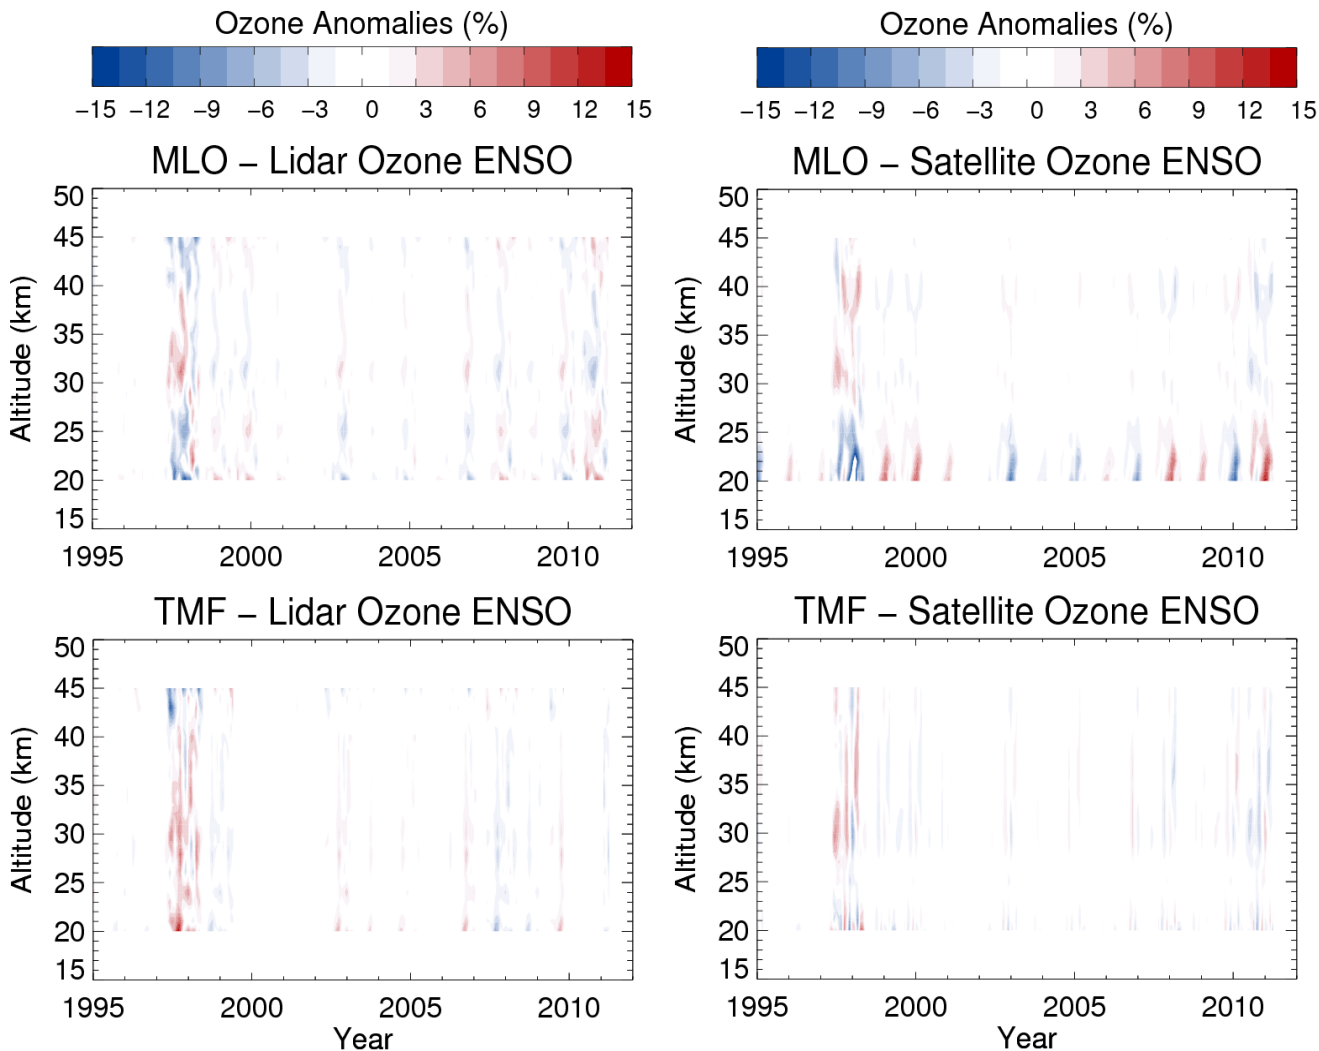 Ozone Anomalies (%)
−15 −12 −9 −6 −3 0 3 6 9 12 15
MLO − Lidar Ozone ENSO
50
45
40
35
30
25
20
15
Altitude (km)
1995 2000 2005 2010
Ozone Anomalies (%)
−15 −12 −9 −6 −3 0 3 6 9 12 15
MLO − Satellite Ozone ENSO
50
45
40
35
30
25
20
15
Altitude (km)
1995 2000 2005 2010
TMF − Lidar Ozone ENSO
50
45
40
35
30
25
20
15
Altitude (km)
1995 2000 2005 2010
Year
TMF − Satellite Ozone ENSO
50
45
40
35
30
25
20
15
Altitude (km)
1995 2000 2005 2010
Year